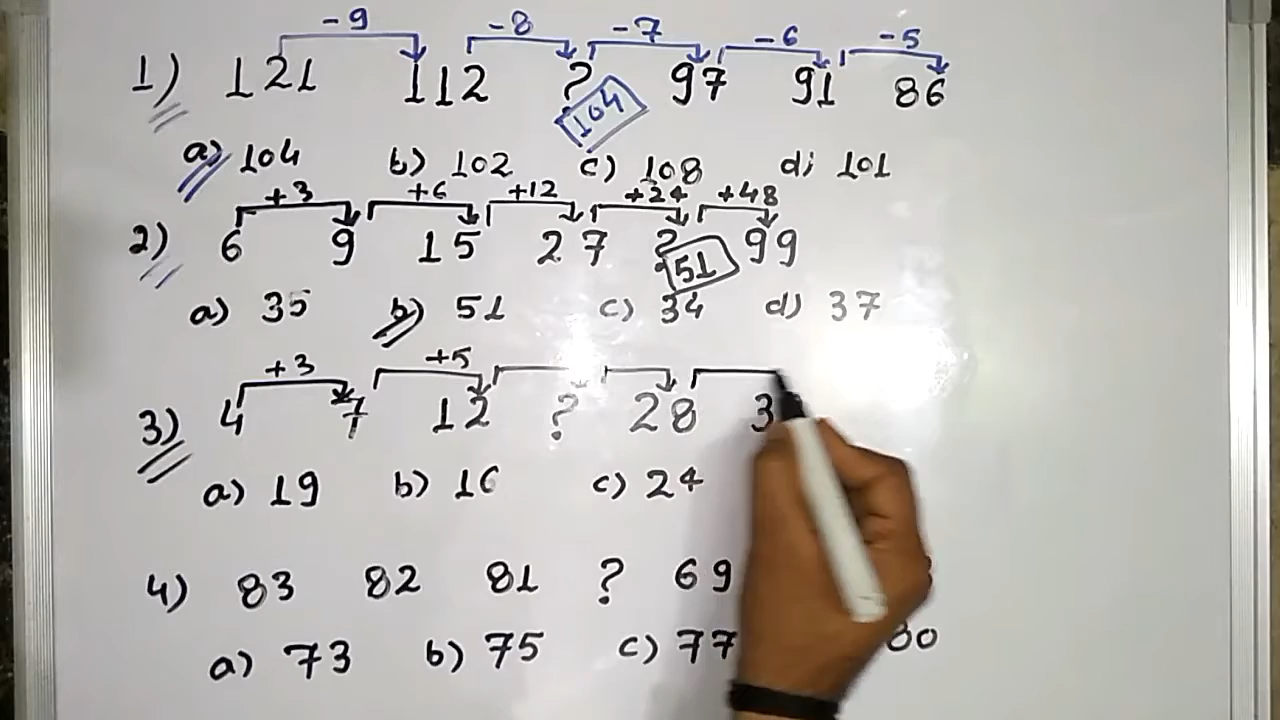 -9 -8 -7 -6 -5
1) 121 112 ? 97 91 86
104
a) 104 b) 102 c) 108 d) 101
+3 +6 +12 +24 +48
2) 6 9 15 27 ? 99
51
a) 35 b) 51 c) 34 d) 37
+3 +5
3) 4 7 12 ? 28 3
a) 19 b) 16 c) 24
4) 83 82 81 ? 69
a) 73 b) 75 c) 77 80